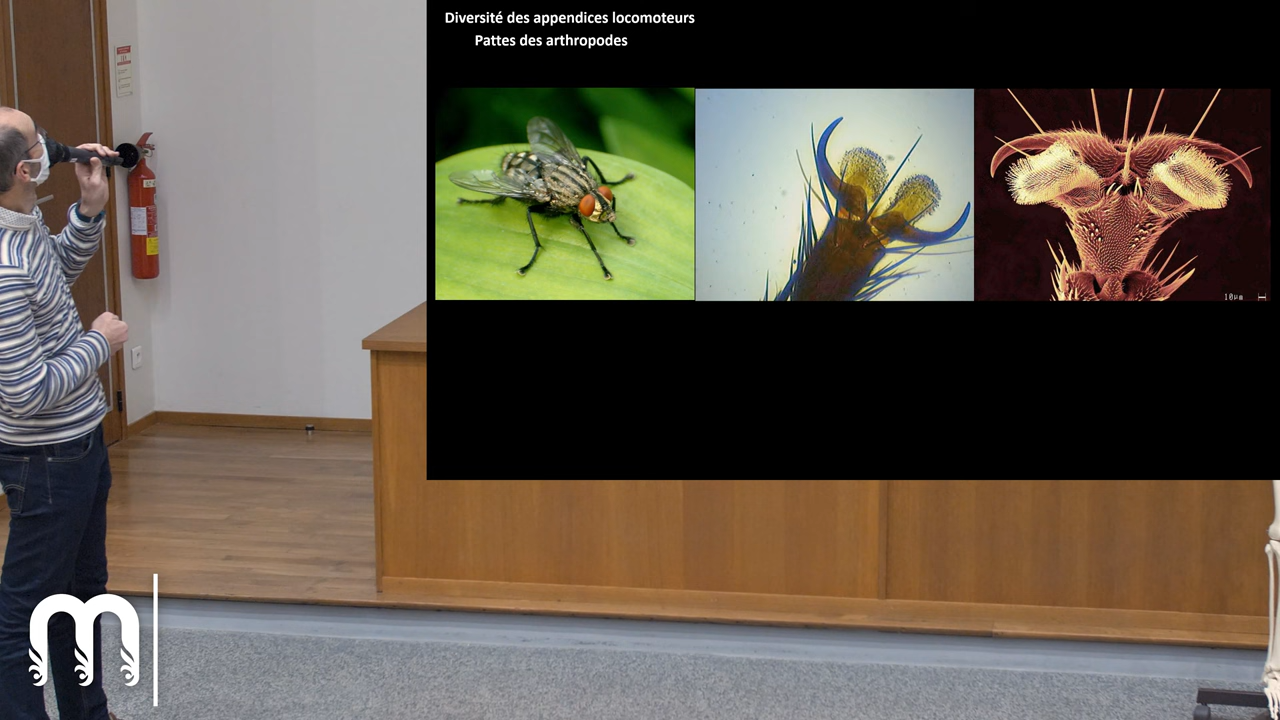 Diversité des appendices locomoteurs
Pattes des arthropodes
10µm